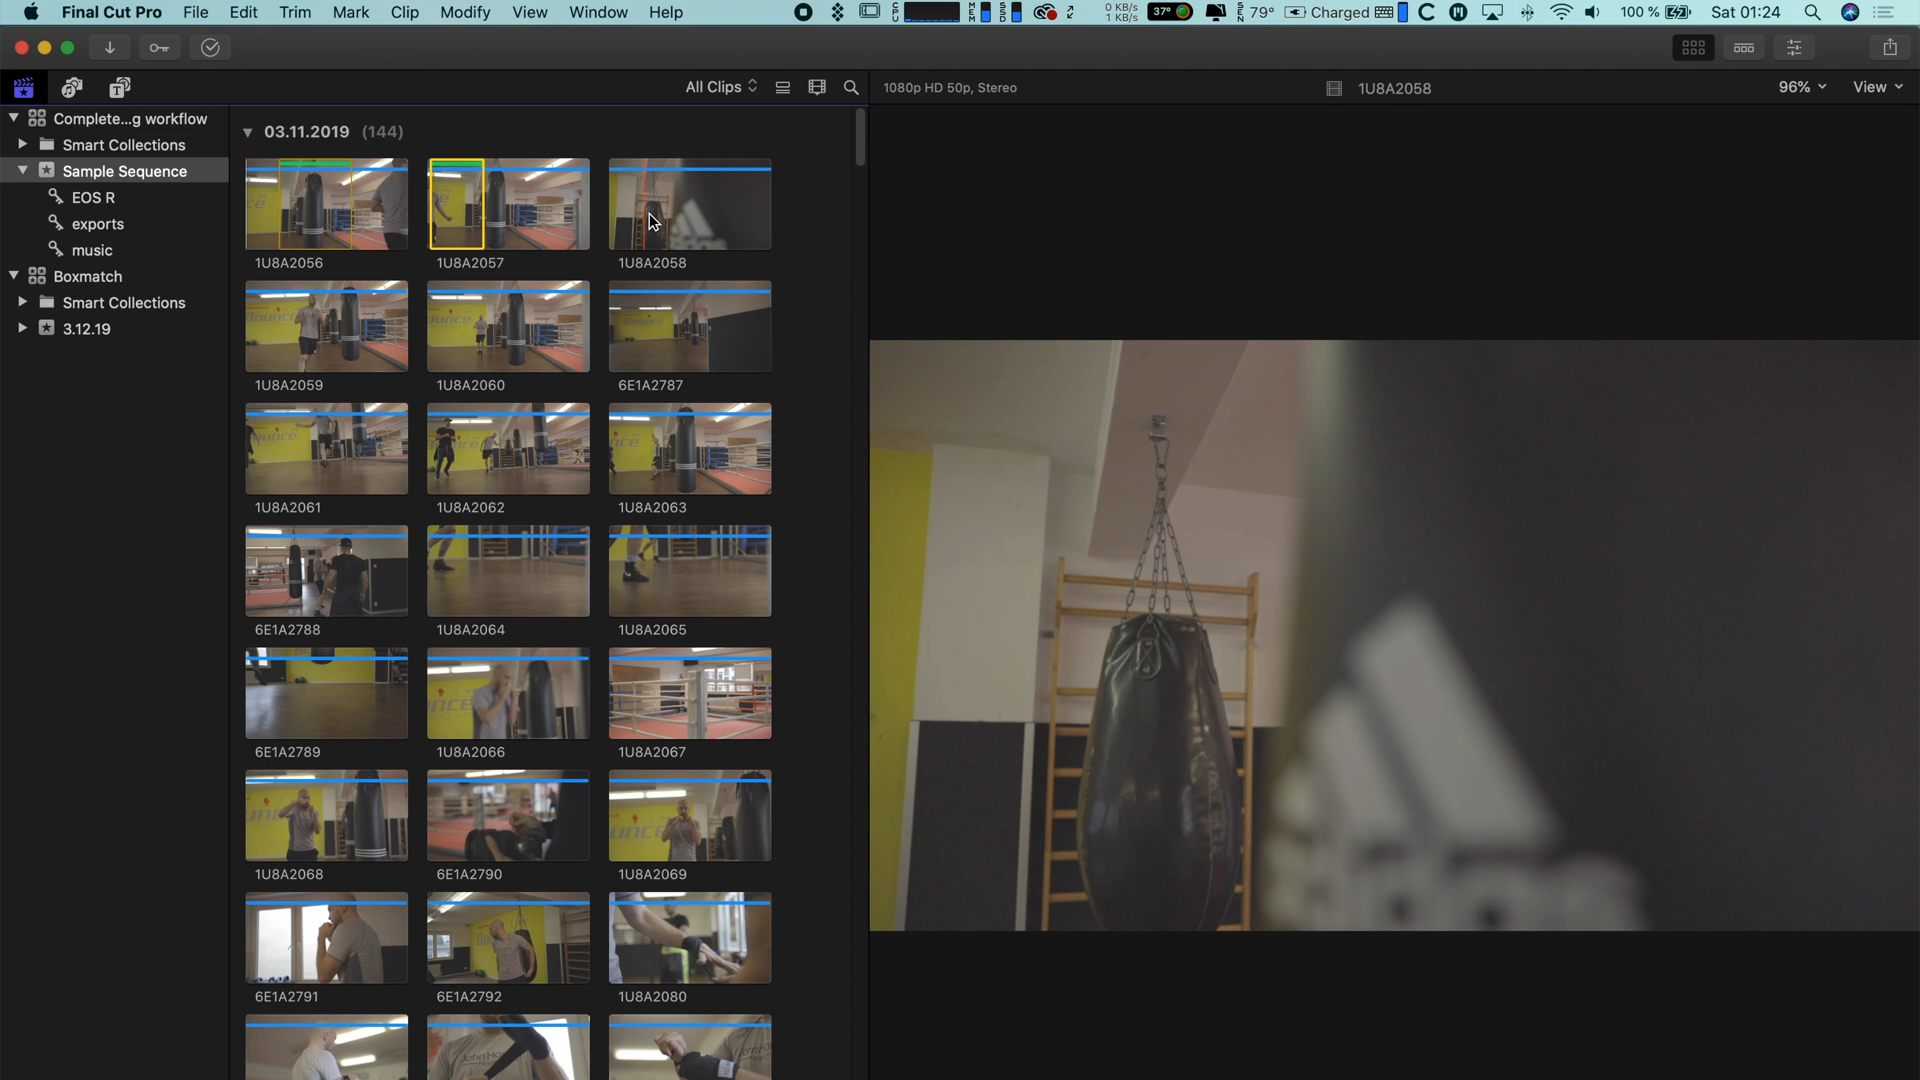 Final Cut Pro File Edit Trim Mark Clip Modify View Window Help 0 KB/s 1 KB/s 37° 79° Charged 100 % Sat 01:24
All Clips 1080p HD 50p, Stereo 1U8A2058 96% View
Complete...g workflow
Smart Collections
Sample Sequence
EOS R
exports
music
Boxmatch
Smart Collections
3.12.19
03.11.2019 (144)
1U8A2056 1U8A2057 1U8A2058
1U8A2059 1U8A2060 6E1A2787
1U8A2061 1U8A2062 1U8A2063
6E1A2788 1U8A2064 1U8A2065
6E1A2789 1U8A2066 1U8A2067
1U8A2068 6E1A2790 1U8A2069
6E1A2791 6E1A2792 1U8A2080